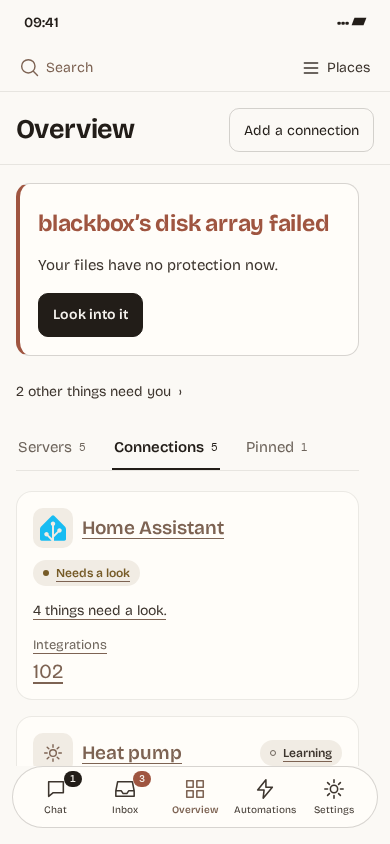 09:41
Search
Places
Overview
Add a connection
blackbox’s disk array failed
Your files have no protection now.
Look into it
2 other things need you ›
Servers 5 Connections 5 Pinned 1
Home Assistant
Needs a look
4 things need a look.
Integrations
102
Heat pump
Learning
1
3
Chat Inbox Overview Automations Settings